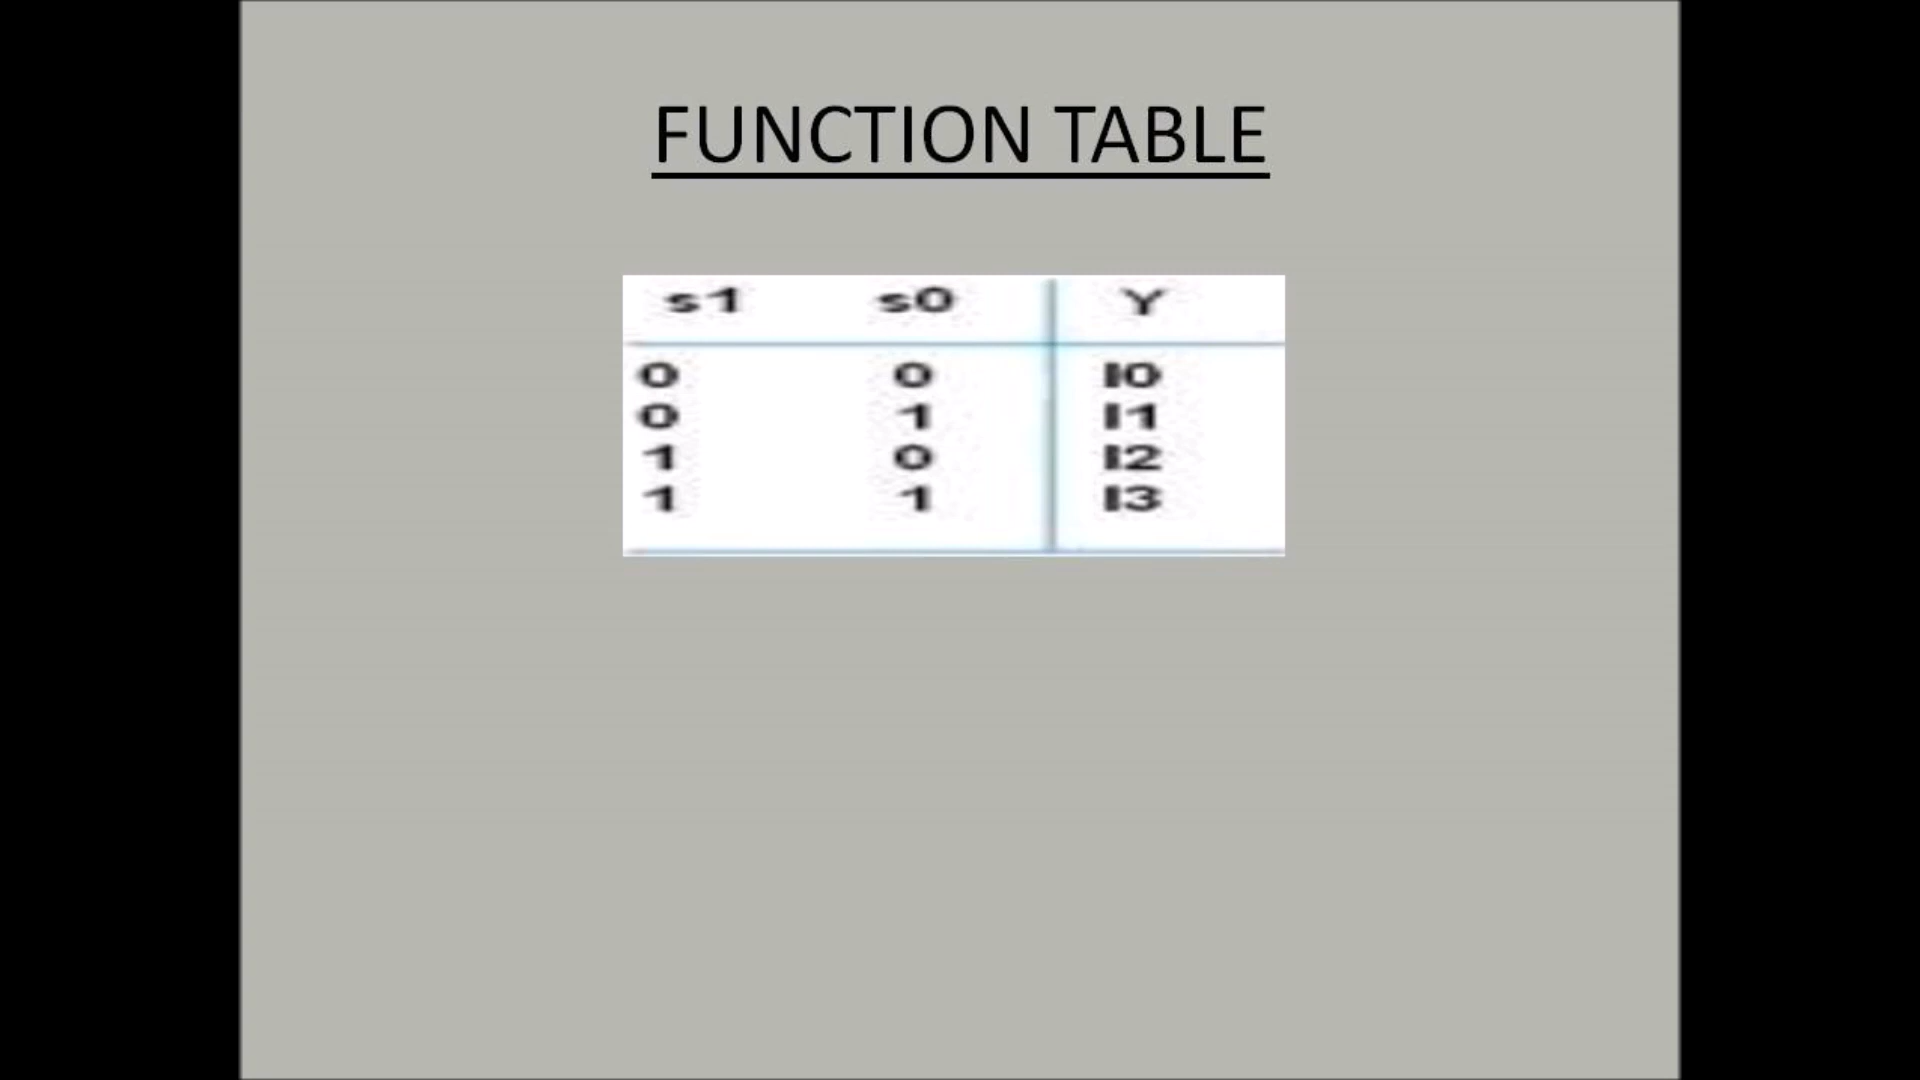 FUNCTION TABLE
s1 s0 Y
0 0 I0
0 1 I1
1 0 I2
1 1 I3